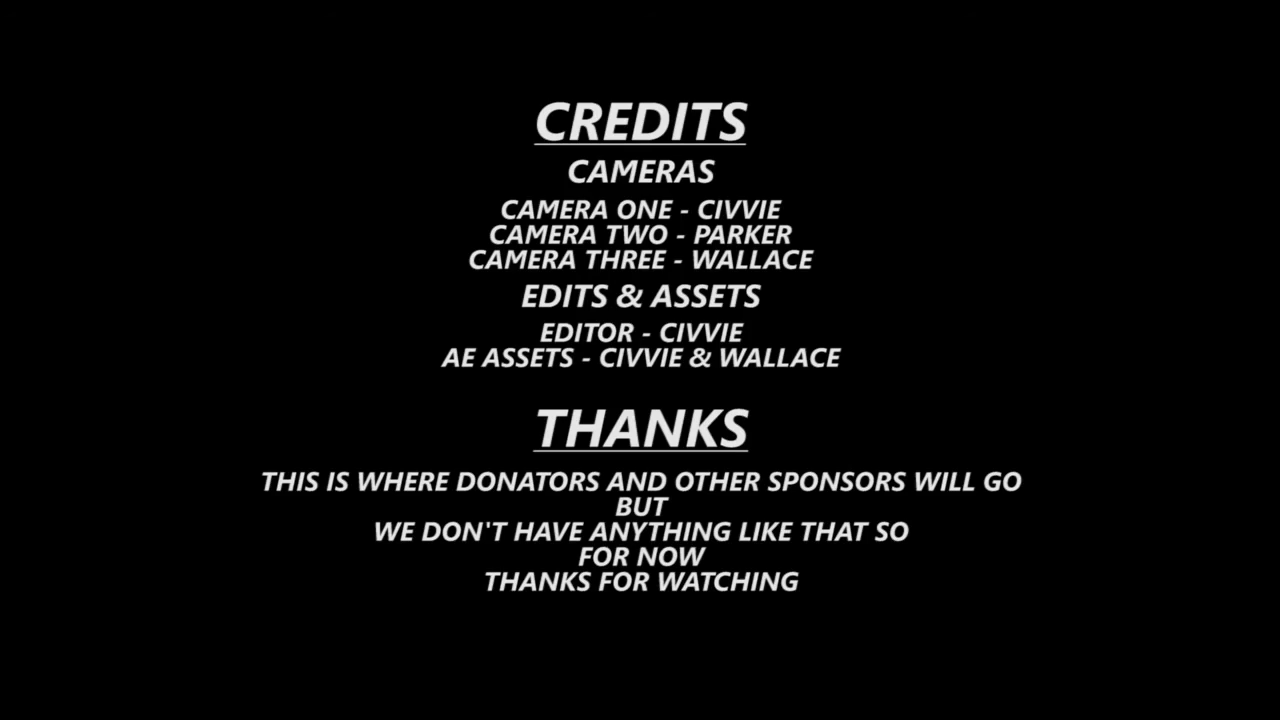 CREDITS
CAMERAS
CAMERA ONE - CIVVIE
CAMERA TWO - PARKER
CAMERA THREE - WALLACE
EDITS & ASSETS
EDITOR - CIVVIE
AE ASSETS - CIVVIE & WALLACE
THANKS
THIS IS WHERE DONATORS AND OTHER SPONSORS WILL GO
BUT
WE DON'T HAVE ANYTHING LIKE THAT SO
FOR NOW
THANKS FOR WATCHING